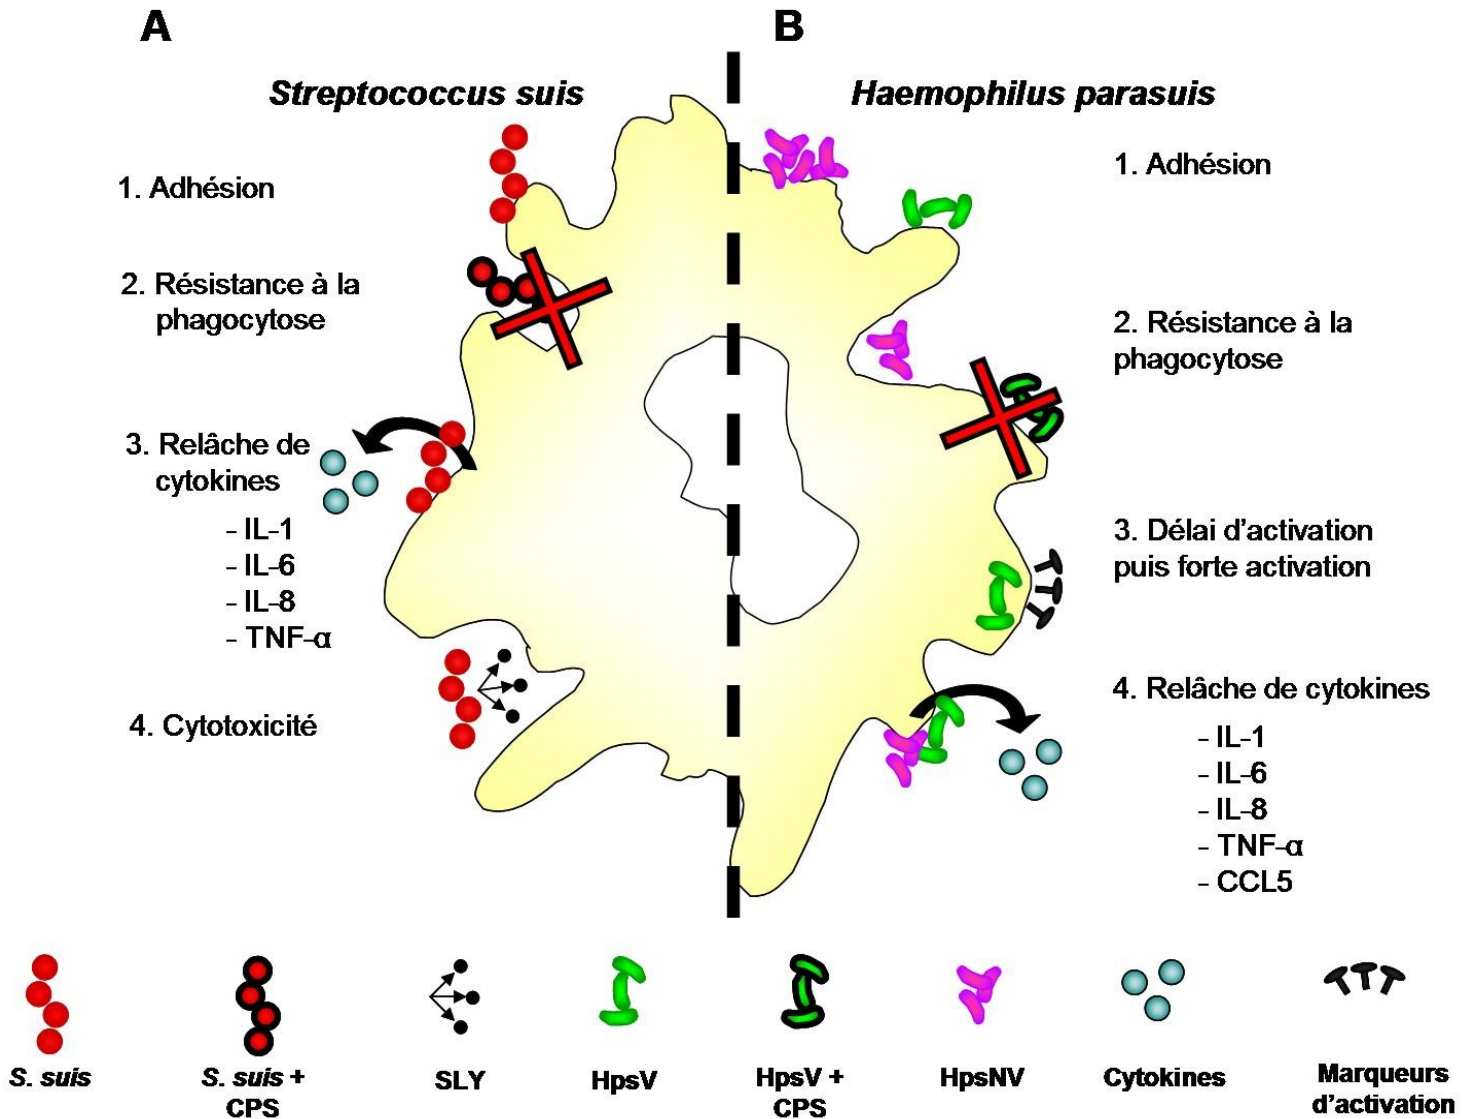 A
Streptococcus suis
1. Adhésion
2. Résistance à la
phagocytose
3. Relâche de
cytokines
- IL-1
- IL-6
- IL-8
- TNF-α
4. Cytotoxicité
B
Haemophilus parasuis
1. Adhésion
2. Résistance à la
phagocytose
3. Délai d'activation
puis forte activation
4. Relâche de cytokines
- IL-1
- IL-6
- IL-8
- TNF-α
- CCL5
S. suis
S. suis +
CPS
SLY
HpsV
HpsV +
CPS
HpsNV
Cytokines
Marqueurs
d'activation